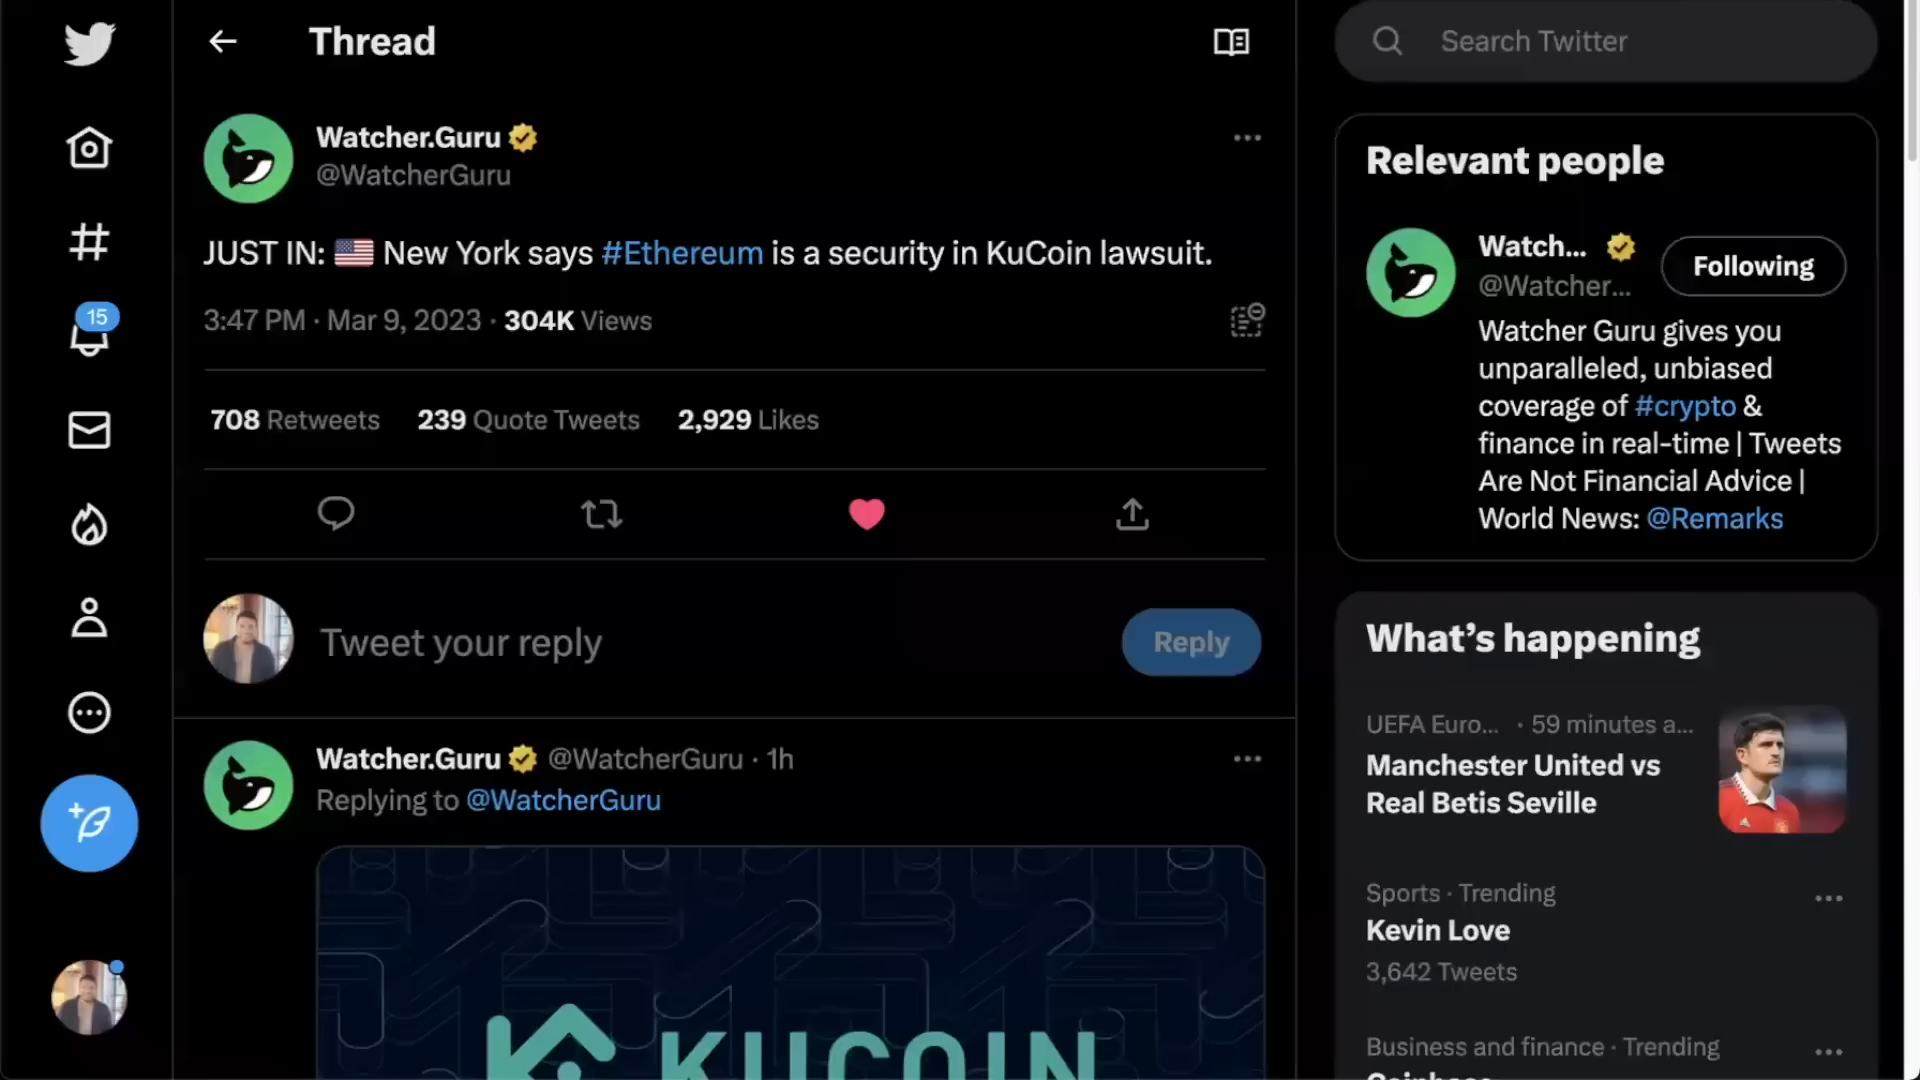 Thread
Watcher.Guru
@WatcherGuru
JUST IN: 🇺🇸 New York says #Ethereum is a security in KuCoin lawsuit.
3:47 PM · Mar 9, 2023 · 304K Views
708 Retweets 239 Quote Tweets 2,929 Likes
Tweet your reply
Reply
Watcher.Guru @WatcherGuru · 1h
Replying to @WatcherGuru
KUCOIN
15
Search Twitter
Relevant people
Watch...
@Watcher...
Following
Watcher Guru gives you
unparalleled, unbiased
coverage of #crypto &
finance in real-time | Tweets
Are Not Financial Advice |
World News: @Remarks
What's happening
UEFA Euro... · 59 minutes a...
Manchester United vs
Real Betis Seville
Sports · Trending
Kevin Love
3,642 Tweets
Business and finance · Trending